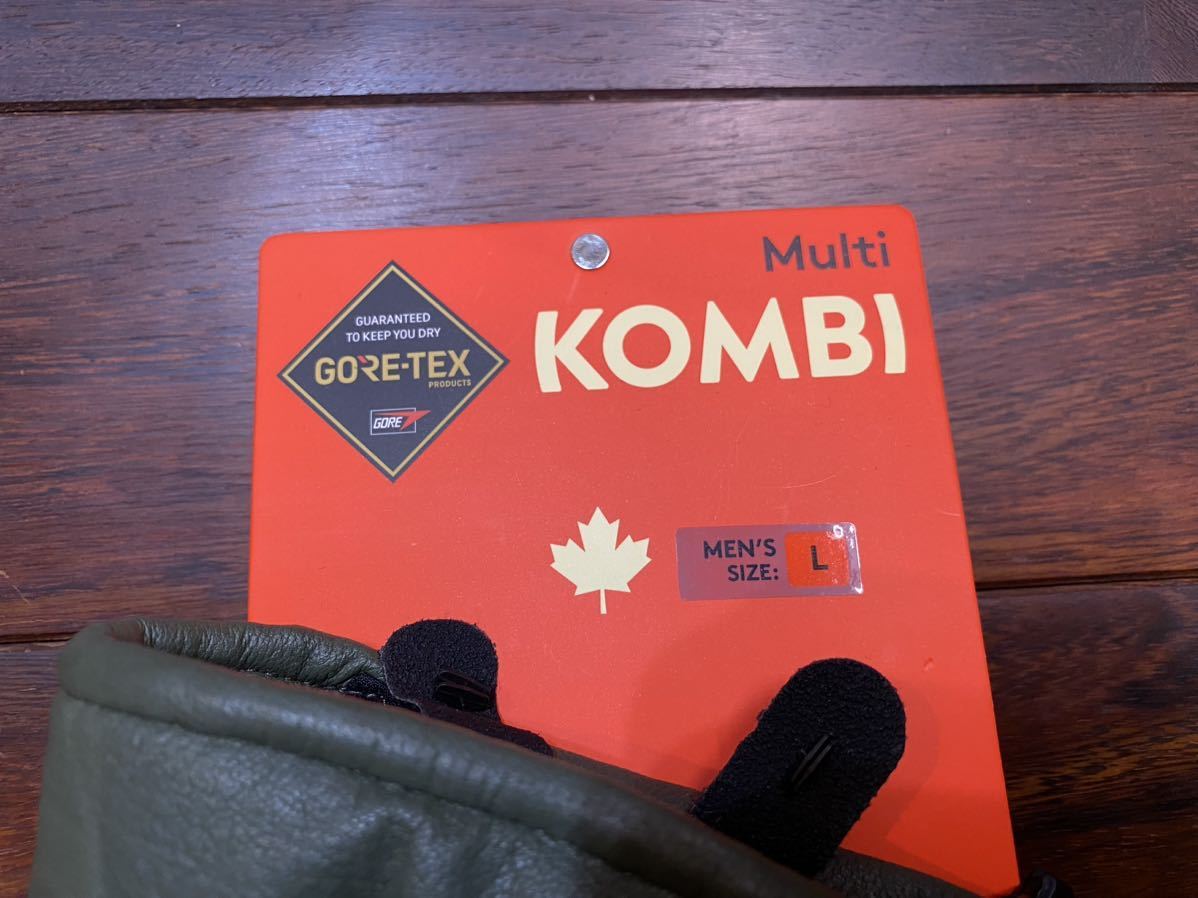 GUARANTEED
TO KEEP YOU DRY
GORE-TEX
PRODUCTS
GORE
Multi
KOMBI
MEN'S
SIZE: L